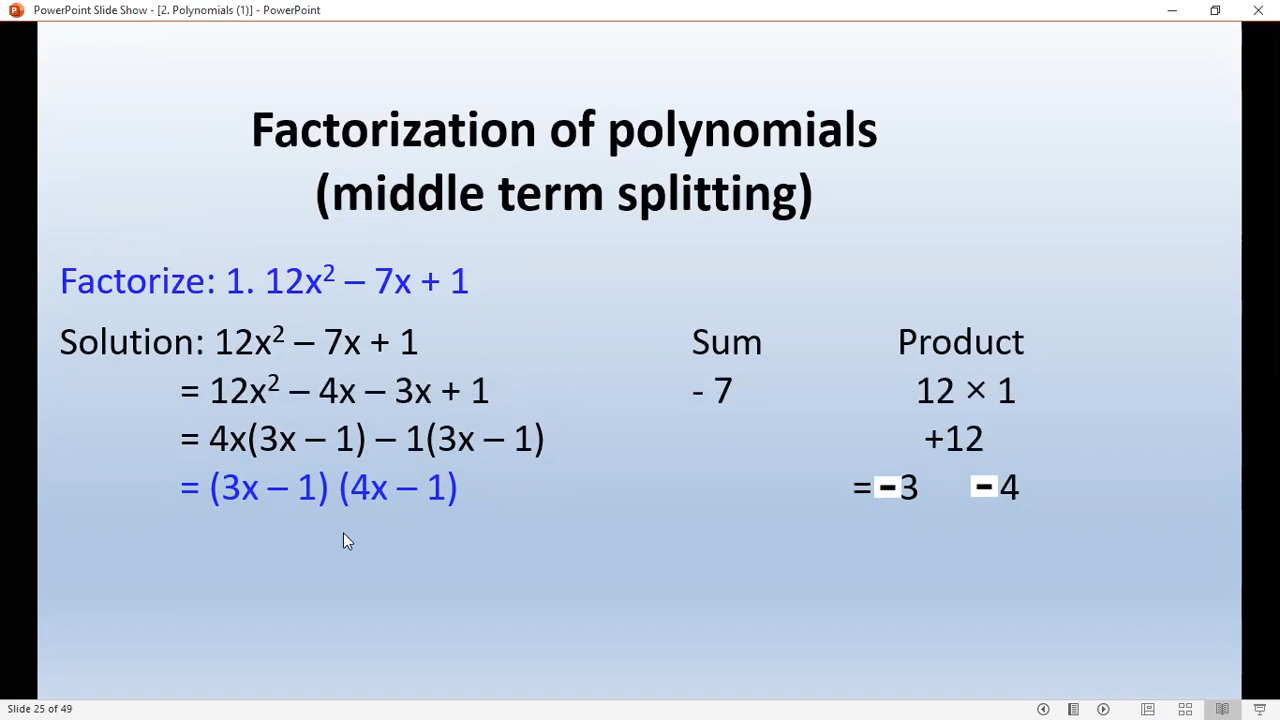 PowerPoint Slide Show - [2. Polynomials (1)] - PowerPoint
Factorization of polynomials
(middle term splitting)
Factorize: 1. 12x² – 7x + 1
Solution: 12x² – 7x + 1 Sum Product
= 12x² – 4x – 3x + 1 - 7 12 × 1
= 4x(3x – 1) – 1(3x – 1) +12
= (3x – 1) (4x – 1) = -3 -4
Slide 25 of 49